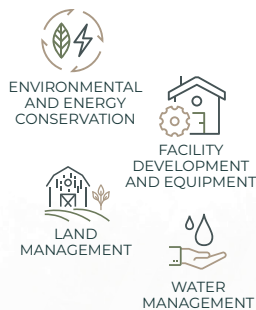 ENVIRONMENTAL
AND ENERGY
CONSERVATION
FACILITY
DEVELOPMENT
AND EQUIPMENT
LAND
MANAGEMENT
WATER
MANAGEMENT